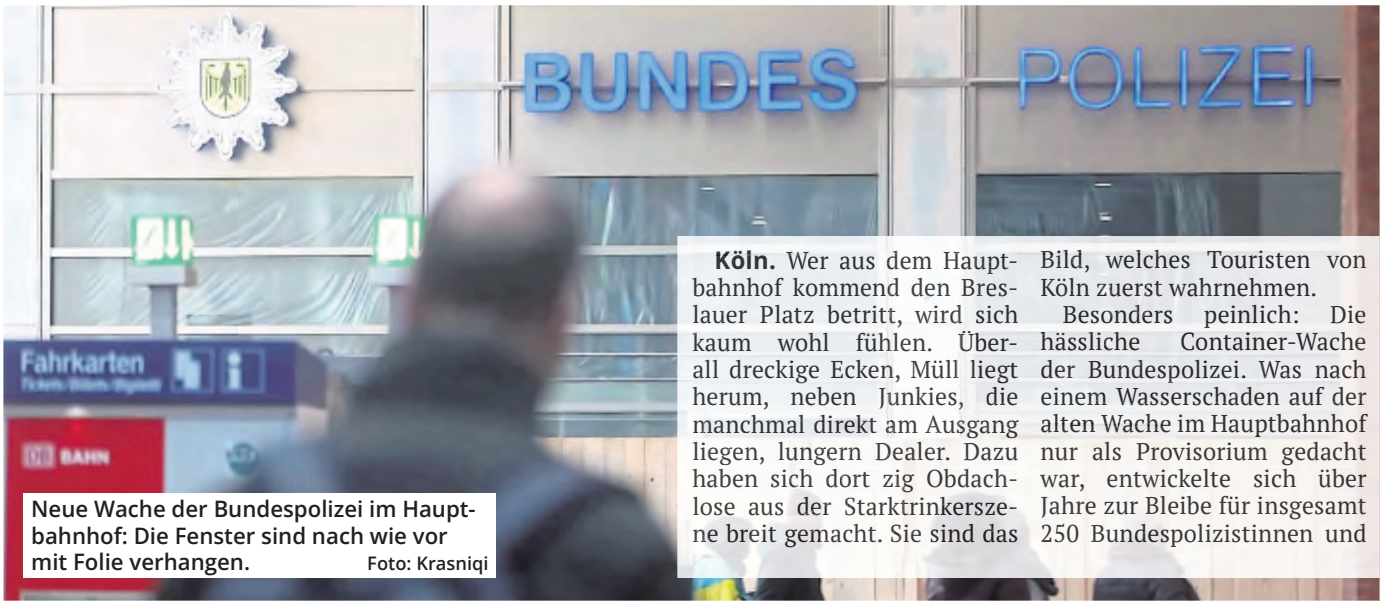 BUNDES POLIZEI
Fahrkarten
i
DB BAHN
Neue Wache der Bundespolizei im Haupt-
bahnhof: Die Fenster sind nach wie vor
mit Folie verhangen. Foto: Krasniqi
Köln. Wer aus dem Haupt-
bahnhof kommend den Bres-
lauer Platz betritt, wird sich
kaum wohl fühlen. Über-
all dreckige Ecken, Müll liegt
herum, neben Junkies, die
manchmal direkt am Ausgang
liegen, lungern Dealer. Dazu
haben sich dort zig Obdach-
lose aus der Starktrinkersze-
ne breit gemacht. Sie sind das
Bild, welches Touristen von
Köln zuerst wahrnehmen.
Besonders peinlich: Die
hässliche Container-Wache
der Bundespolizei. Was nach
einem Wasserschaden auf der
alten Wache im Hauptbahnhof
nur als Provisorium gedacht
war, entwickelte sich über
Jahre zur Bleibe für insgesamt
250 Bundespolizistinnen und